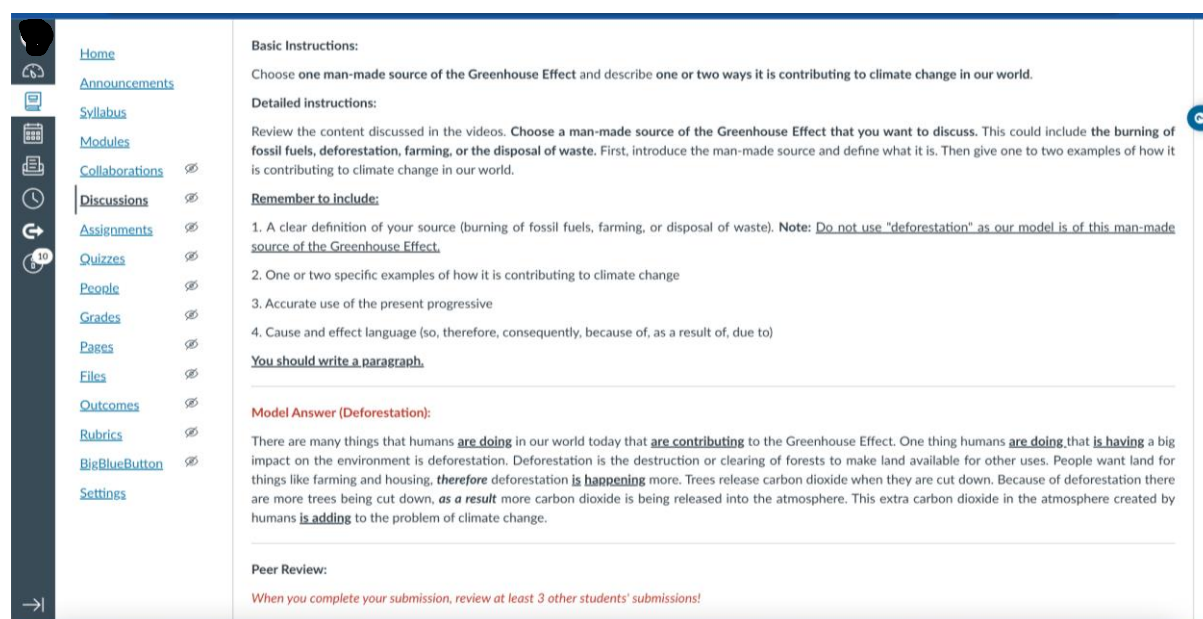 Home
Announcements
Syllabus
Modules
Collaborations
Discussions
Assignments
Quizzes
People
Grades
Pages
Files
Outcomes
Rubrics
BigBlueButton
Settings
10
Basic Instructions:
Choose one man-made source of the Greenhouse Effect and describe one or two ways it is contributing to climate change in our world.
Detailed instructions:
Review the content discussed in the videos. Choose a man-made source of the Greenhouse Effect that you want to discuss. This could include the burning of
fossil fuels, deforestation, farming, or the disposal of waste. First, introduce the man-made source and define what it is. Then give one to two examples of how it
is contributing to climate change in our world.
Remember to include:
1. A clear definition of your source (burning of fossil fuels, farming, or disposal of waste). Note: Do not use "deforestation" as our model is of this man-made
source of the Greenhouse Effect.
2. One or two specific examples of how it is contributing to climate change
3. Accurate use of the present progressive
4. Cause and effect language (so, therefore, consequently, because of, as a result of, due to)
You should write a paragraph.
Model Answer (Deforestation):
There are many things that humans are doing in our world today that are contributing to the Greenhouse Effect. One thing humans are doing that is having a big
impact on the environment is deforestation. Deforestation is the destruction or clearing of forests to make land available for other uses. People want land for
things like farming and housing, therefore deforestation is happening more. Trees release carbon dioxide when they are cut down. Because of deforestation there
are more trees being cut down, as a result more carbon dioxide is being released into the atmosphere. This extra carbon dioxide in the atmosphere created by
humans is adding to the problem of climate change.
Peer Review:
When you complete your submission, review at least 3 other students' submissions!